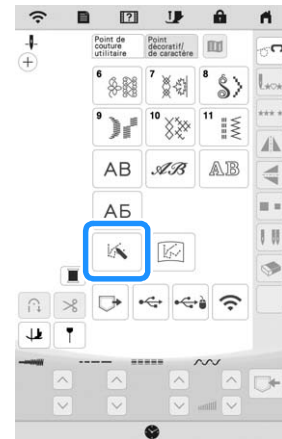 Point de
couture
utilitaire
Point
décoratif/
de caractère
6
7
8
9
10
11
AB
AB
AB
АБ